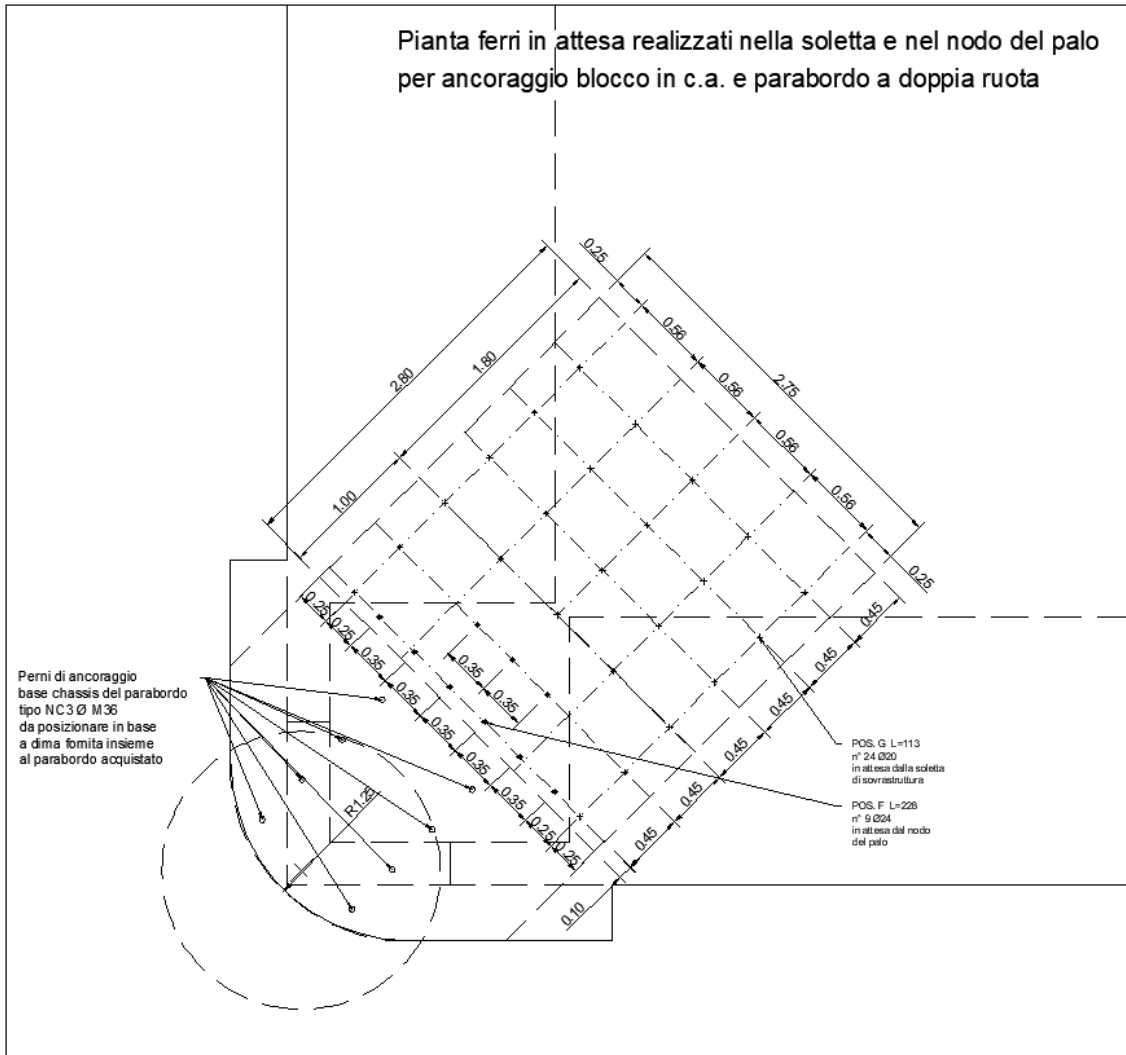 Pianta ferri in attesa realizzati nella soletta e nel nodo del palo
per ancoraggio blocco in c.a. e parabordo a doppia ruota
0.25
0.56
0.56
0.56
0.56
2.75
0.25
2.80
1.80
1.00
0.25
0.25
0.35
0.35
0.35
0.35
0.35
0.25
0.25
0.35
0.35
0.45
0.45
0.45
0.45
0.45
0.45
0.10
R1.25
Perni di ancoraggio
base chassis del parabordo
tipo NC3 Ø M36
da posizionare in base
a dima fornita insieme
al parabordo acquistato
POS. G L=113
n° 24 Ø20
in attesa dalla soletta
di sovrastruttura
POS. F L=226
n° 9 Ø24
in attesa dal nodo
del palo